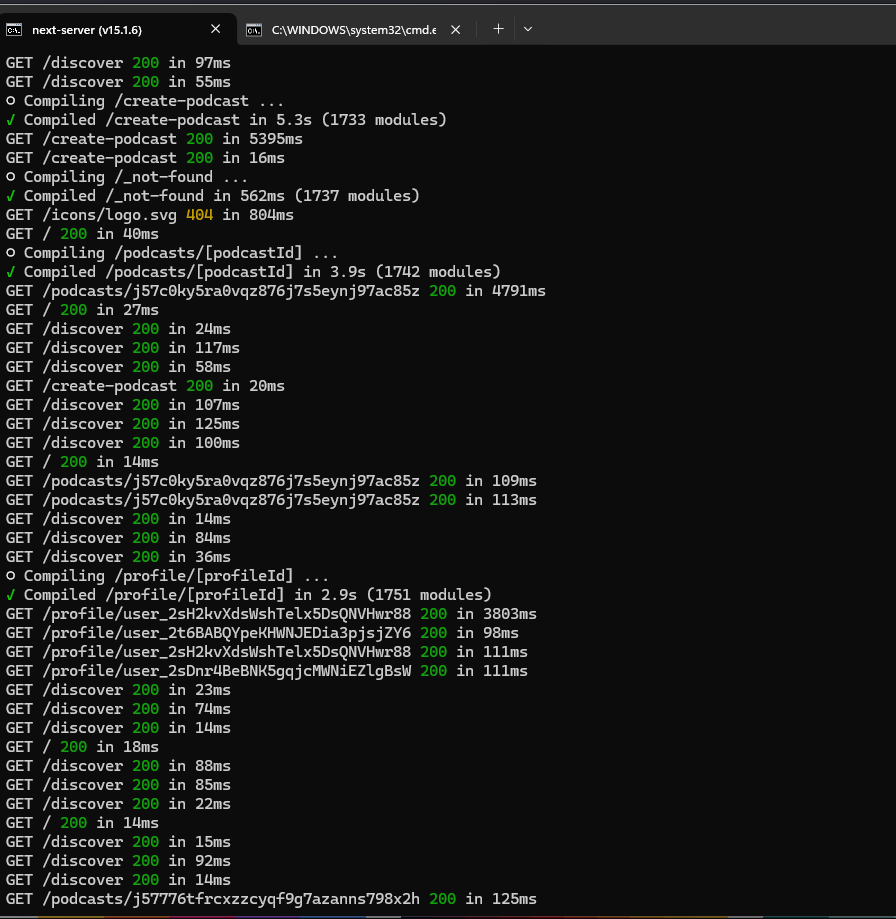 next-server (v15.1.6)
C:\WINDOWS\system32\cmd.e
GET /discover 200 in 97ms
GET /discover 200 in 55ms
○ Compiling /create-podcast ...
✓ Compiled /create-podcast in 5.3s (1733 modules)
GET /create-podcast 200 in 5395ms
GET /create-podcast 200 in 16ms
○ Compiling /_not-found ...
✓ Compiled /_not-found in 562ms (1737 modules)
GET /icons/logo.svg 404 in 804ms
GET / 200 in 40ms
○ Compiling /podcasts/[podcastId] ...
✓ Compiled /podcasts/[podcastId] in 3.9s (1742 modules)
GET /podcasts/j57c0ky5ra0vqz876j7s5eynj97ac85z 200 in 4791ms
GET / 200 in 27ms
GET /discover 200 in 24ms
GET /discover 200 in 117ms
GET /discover 200 in 58ms
GET /create-podcast 200 in 20ms
GET /discover 200 in 107ms
GET /discover 200 in 125ms
GET /discover 200 in 100ms
GET / 200 in 14ms
GET /podcasts/j57c0ky5ra0vqz876j7s5eynj97ac85z 200 in 109ms
GET /podcasts/j57c0ky5ra0vqz876j7s5eynj97ac85z 200 in 113ms
GET /discover 200 in 14ms
GET /discover 200 in 84ms
GET /discover 200 in 36ms
○ Compiling /profile/[profileId] ...
✓ Compiled /profile/[profileId] in 2.9s (1751 modules)
GET /profile/user_2sH2kvXdsWshTelx5DsQNVHwr88 200 in 3803ms
GET /profile/user_2t6BABQYpeKHWNJEDia3pjsjZY6 200 in 98ms
GET /profile/user_2sH2kvXdsWshTelx5DsQNVHwr88 200 in 111ms
GET /profile/user_2sDnr4BeBNK5gqjcMWNiEZlgBsW 200 in 111ms
GET /discover 200 in 23ms
GET /discover 200 in 74ms
GET /discover 200 in 14ms
GET / 200 in 18ms
GET /discover 200 in 88ms
GET /discover 200 in 85ms
GET /discover 200 in 22ms
GET / 200 in 14ms
GET /discover 200 in 15ms
GET /discover 200 in 92ms
GET /discover 200 in 14ms
GET /podcasts/j57776tfrcxzzcyqf9g7azanns798x2h 200 in 125ms